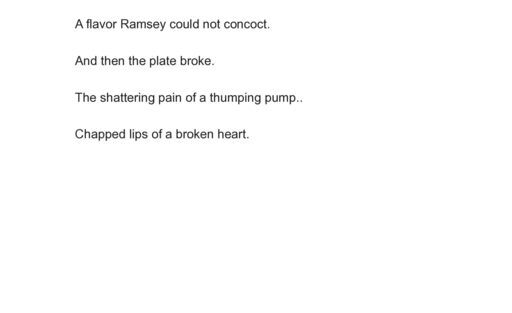 A flavor Ramsey could not concoct.
And then the plate broke.
The shattering pain of a thumping pump..
Chapped lips of a broken heart.